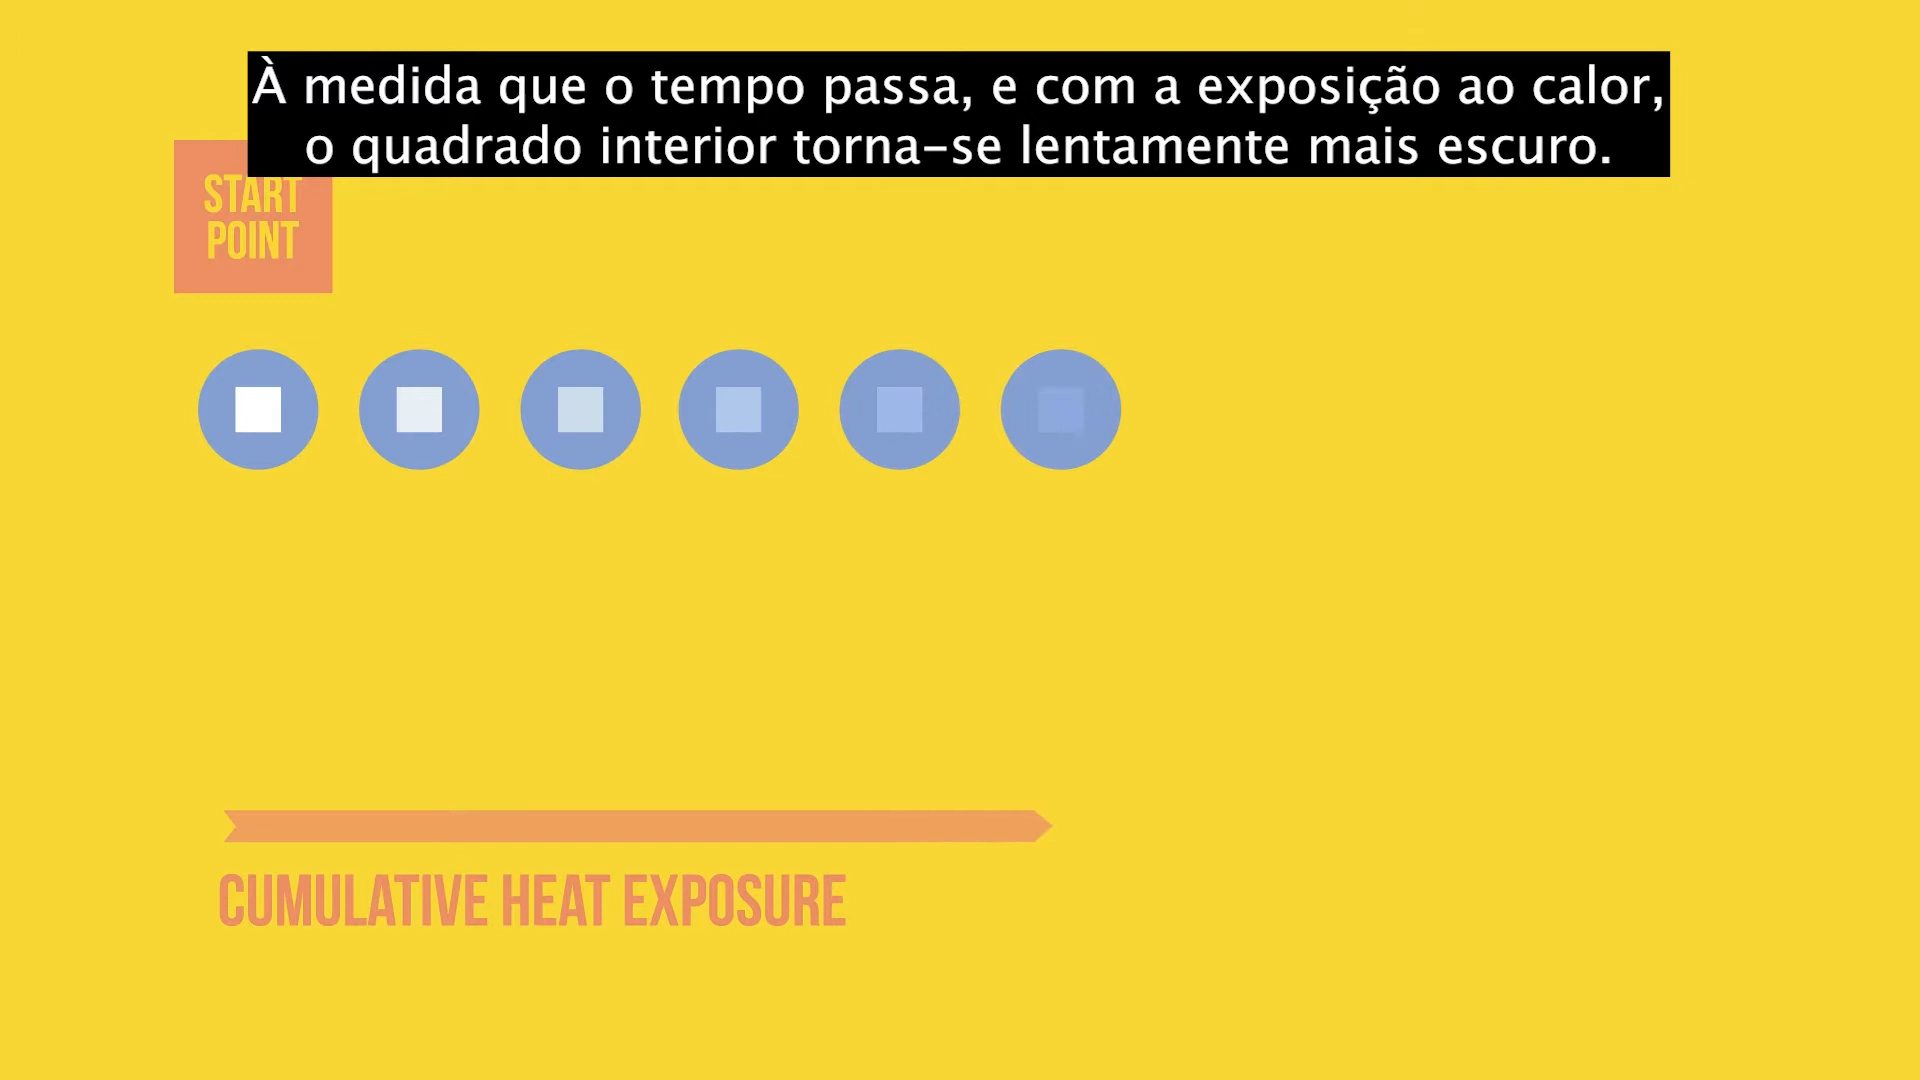 À medida que o tempo passa, e com a exposição ao calor,
o quadrado interior torna-se lentamente mais escuro.
START
POINT
CUMULATIVE HEAT EXPOSURE